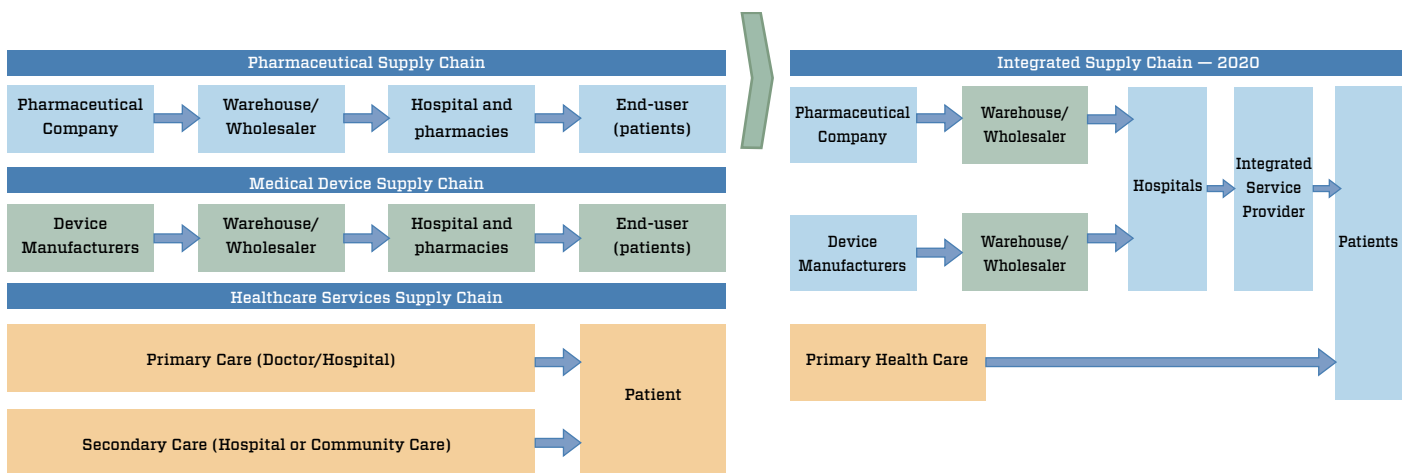 Pharmaceutical Supply Chain
Pharmaceutical
Company
Warehouse/
Wholesaler
Hospital and
pharmacies
End-user
(patients)
Medical Device Supply Chain
Device
Manufacturers
Warehouse/
Wholesaler
Hospital and
pharmacies
End-user
(patients)
Healthcare Services Supply Chain
Primary Care (Doctor/Hospital)
Secondary Care (Hospital or Community Care)
Patient
Integrated Supply Chain — 2020
Pharmaceutical
Company
Warehouse/
Wholesaler
Device
Manufacturers
Warehouse/
Wholesaler
Hospitals
Integrated
Service
Provider
Patients
Primary Health Care